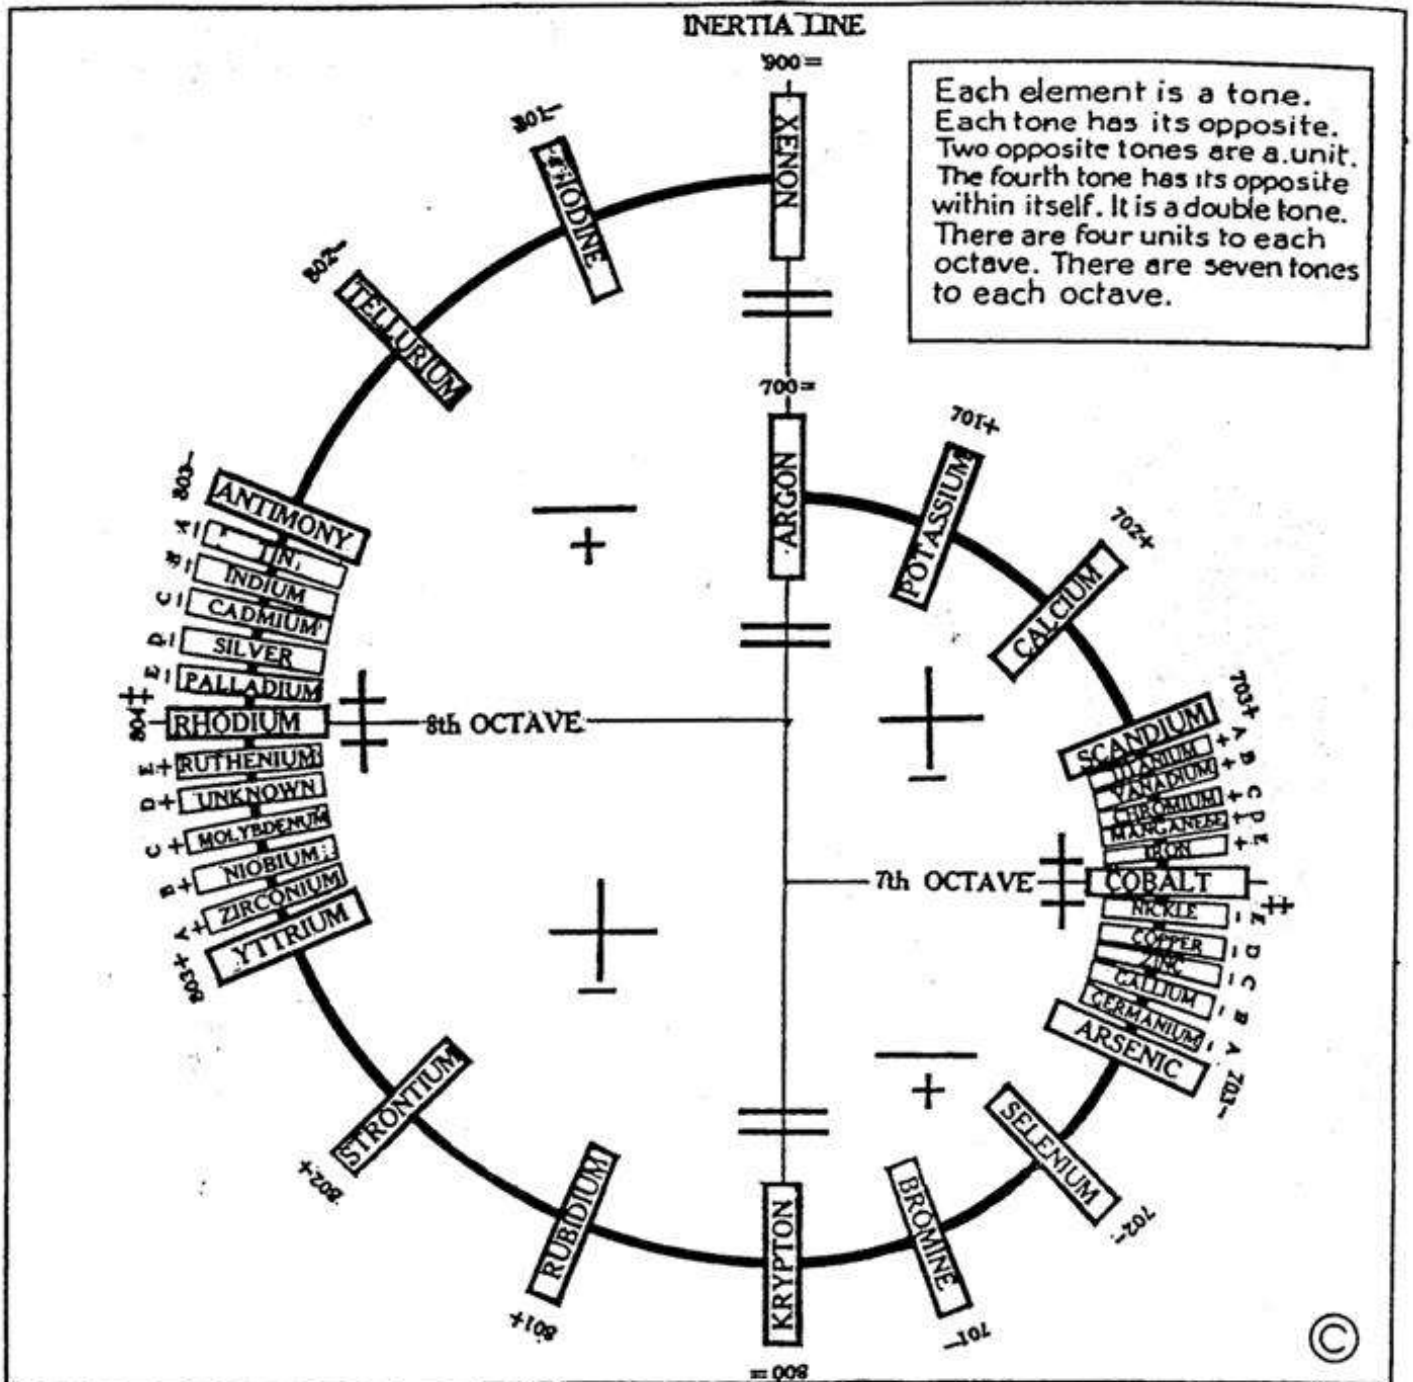 INERTIA LINE
900=
XENON
Each element is a tone.
Each tone has its opposite.
Two opposite tones are a unit.
The fourth tone has its opposite
within itself. It is a double tone.
There are four units to each
octave. There are seven tones
to each octave.
801-
802-
TELLURIUM
803-
ANTIMONY
A -
TIN
B -
INDIUM
C -
CADMIUM
D -
SILVER
E -
PALLADIUM
804‡
RHODIUM
8th OCTAVE
E +
RUTHENIUM
D +
UNKNOWN
C +
MOLYBDENUM
B +
NIOBIUM
A +
ZIRCONIUM
803+
YTTRIUM
802+
STRONTIUM
801+
RUBIDIUM
700=
ARGON
701+
POTASSIUM
702+
CALCIUM
703+
SCANDIUM
A +
TITANIUM
B +
VANADIUM
C +
CHROMIUM
D +
MANGANESE
E +
IRON
7th OCTAVE
COBALT
‡
NICKLE
- E
COPPER
- D
ZINC
- C
GALLIUM
- B
GERMANIUM
- A
ARSENIC
703-
SELENIUM
702-
BROMINE
701-
KRYPTON
800=
©